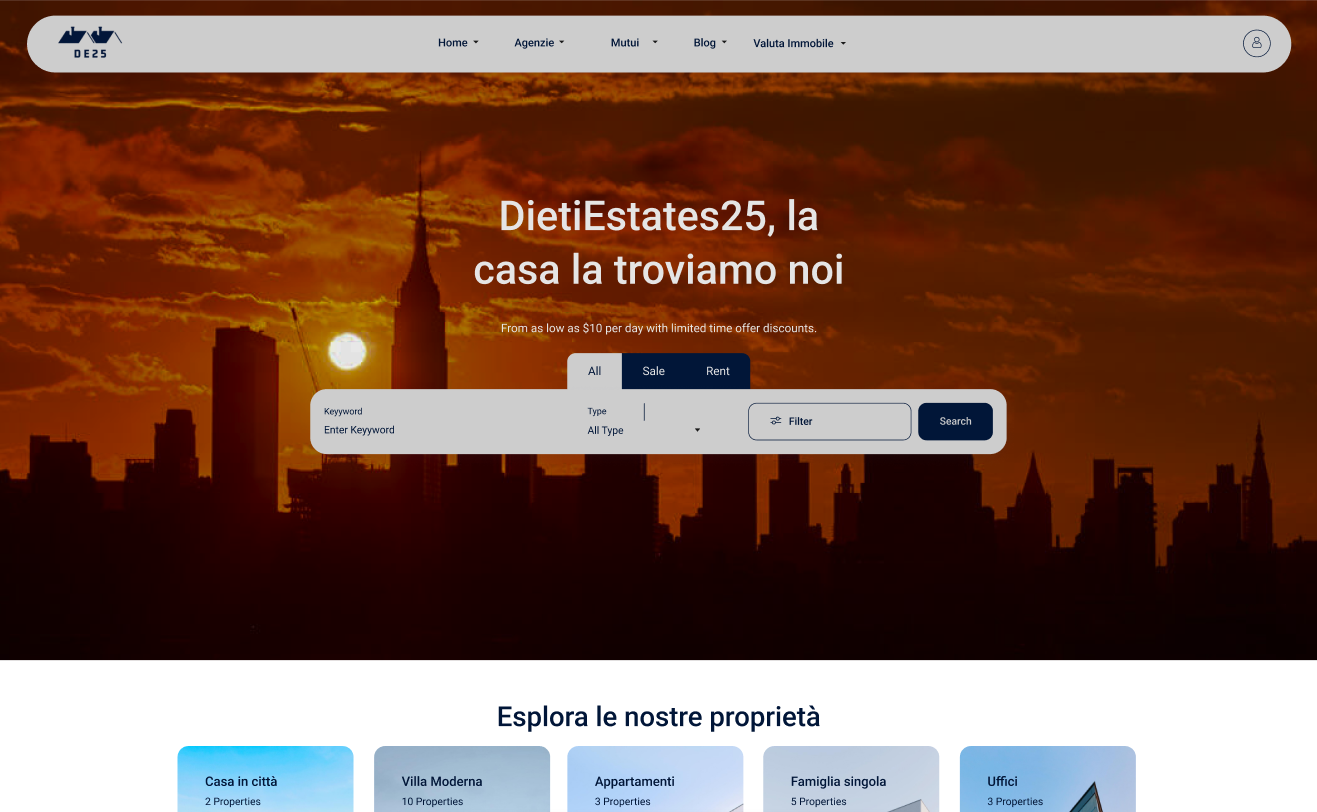 DE25
Home
Agenzie
Mutui
Blog
Valuta Immobile
DietiEstates25, la
casa la troviamo noi
From as low as $10 per day with limited time offer discounts.
All
Sale
Rent
Keyyword
Enter Keyyword
Type
All Type
Filter
Search
Esplora le nostre proprietà
Casa in città
2 Properties
Villa Moderna
10 Properties
Appartamenti
3 Properties
Famiglia singola
5 Properties
Uffici
3 Properties